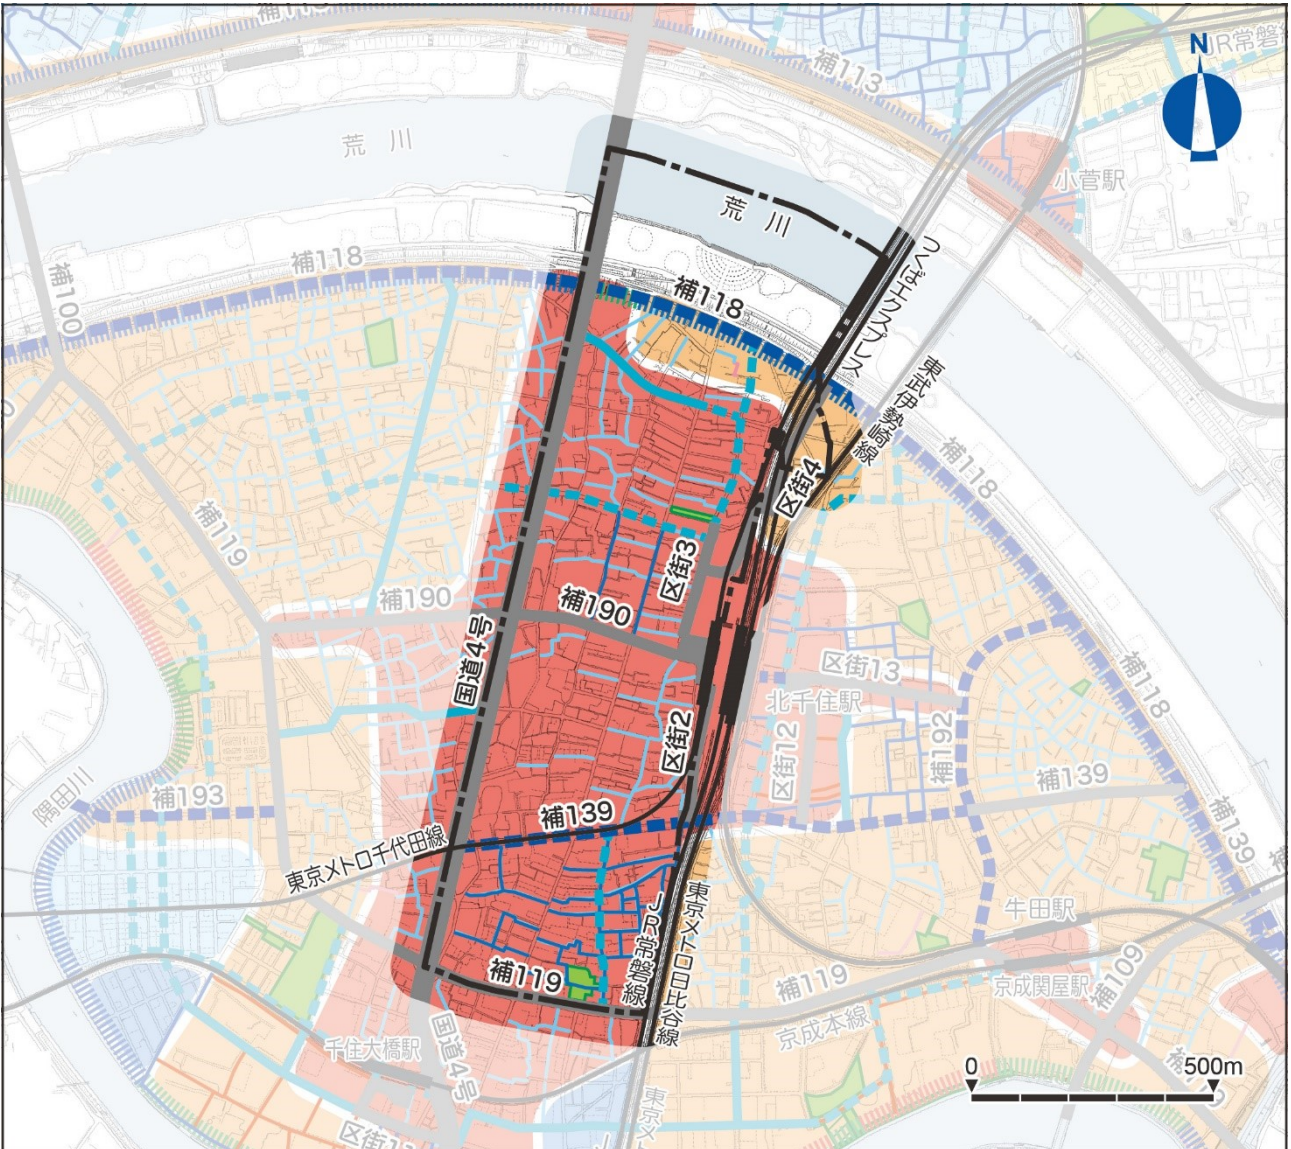 補113
JR常磐
N
荒川
小菅駅
荒川
つくばエクスプレス
補118
補118
補100
東武伊勢崎線
補118
区街4
補119
区街3
補190
補190
国道4号
区街13
北千住駅
補118
区街2
区街12
補192
補139
隅田川
補193
補139
補139
東京メトロ千代田線
東京メトロ日比谷線
JR常磐線
牛田駅
補119
補119
京成関屋駅
補109
京成本線
国道4号
千住大橋駅
0
500m
東京メ
区街